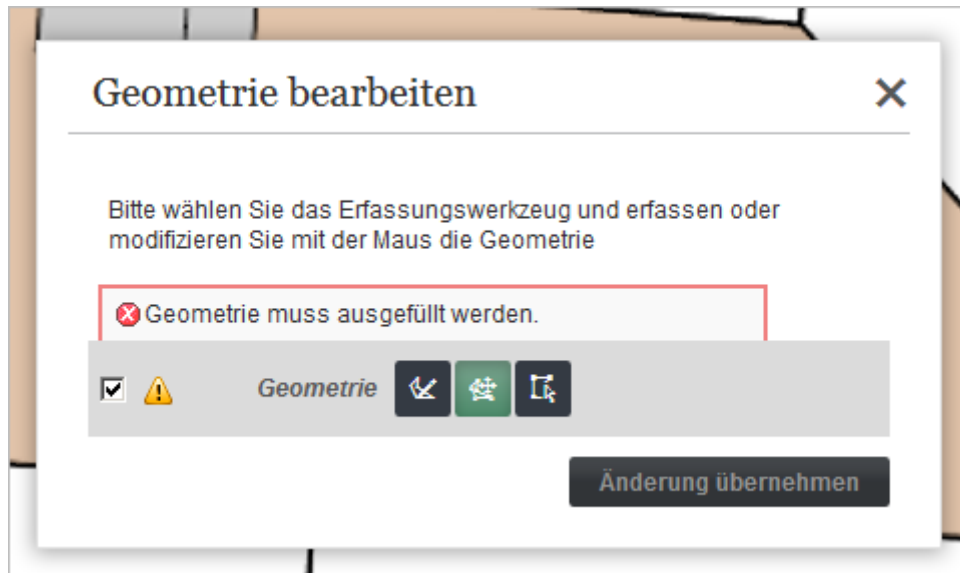 Geometrie bearbeiten
Bitte wählen Sie das Erfassungswerkzeug und erfassen oder
modifizieren Sie mit der Maus die Geometrie
Geometrie muss ausgefüllt werden.
Geometrie
Änderung übernehmen